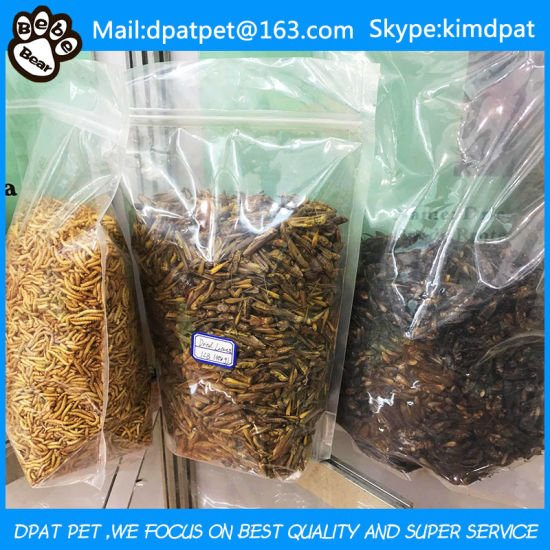 Bebe
Bear
Mail:dpatpet@163.com Skype:kimdpat
Dried Locust
DPAT PET ,WE FOCUS ON BEST QUALITY AND SUPER SERVICE